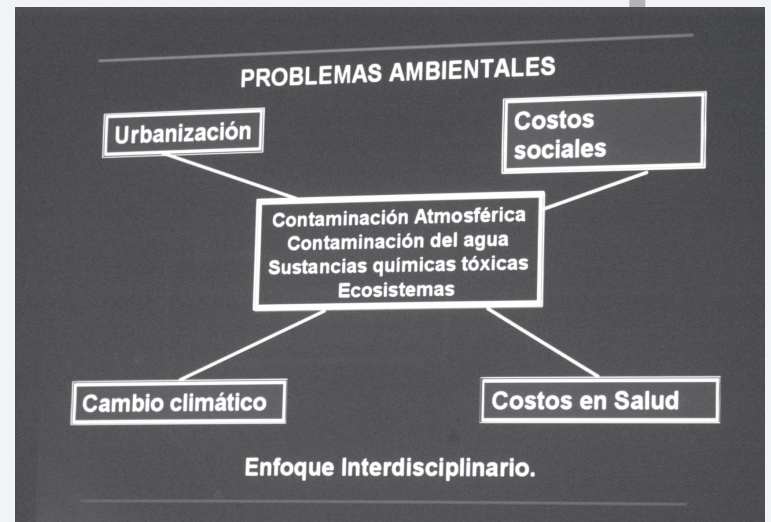 PROBLEMAS AMBIENTALES
Urbanización
Costos
sociales
Contaminación Atmosférica
Contaminación del agua
Sustancias químicas tóxicas
Ecosistemas
Cambio climático
Costos en Salud
Enfoque Interdisciplinario.